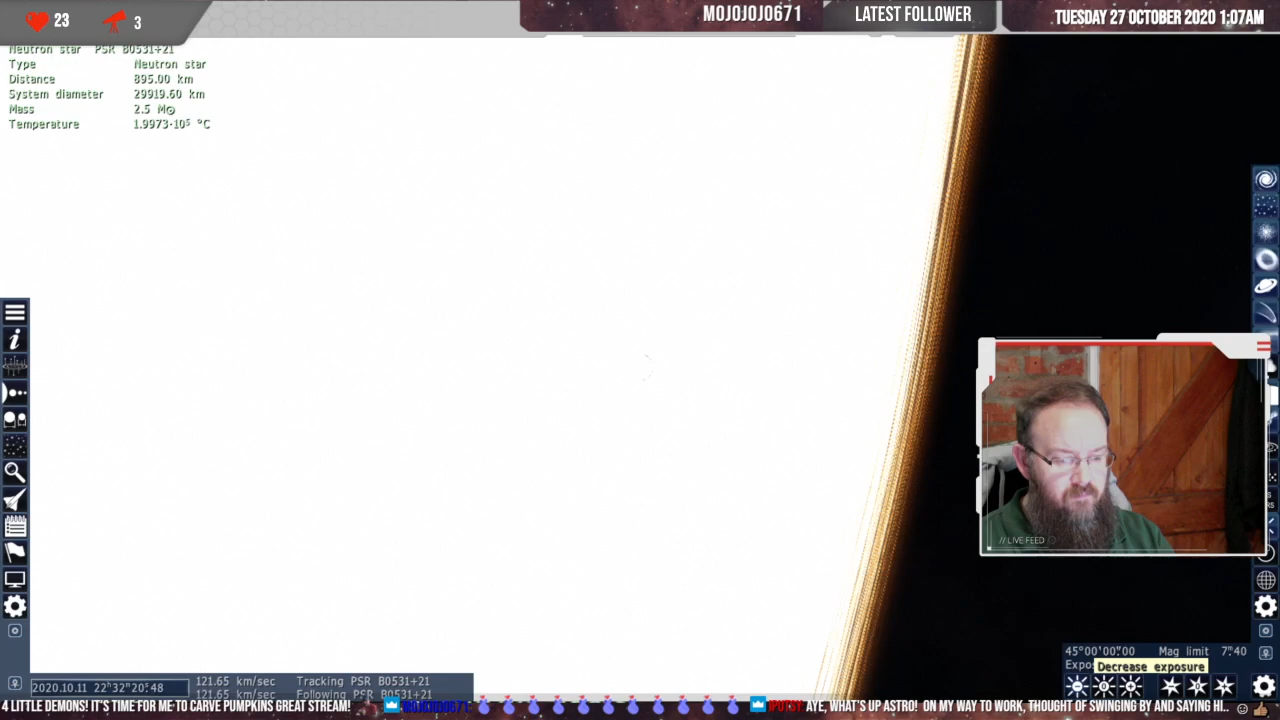 23
3
MOJOJOJO671
LATEST FOLLOWER
TUESDAY 27 OCTOBER 2020 1:07AM
Neutron star PSR B0531+21
Type Neutron star
Distance 895.00 km
System diameter 29919.60 km
Mass 2.5 M☉
Temperature 1.9973·10⁵ °C
// LIVE FEED
45°00'00.''00 Mag limit 7.ᵐ40
Expo
Decrease exposure
2020.10.11 22:32:20.48
121.65 km/sec Tracking PSR B0531+21
121.65 km/sec Following PSR B0531+21
4 LITTLE DEMONS! IT'S TIME FOR ME TO CARVE PUMPKINS GREAT STREAM! MOJOJOJO671: AYE, WHAT'S UP ASTRO! ON MY WAY TO WORK, THOUGHT OF SWINGING BY AND SAYING HI..